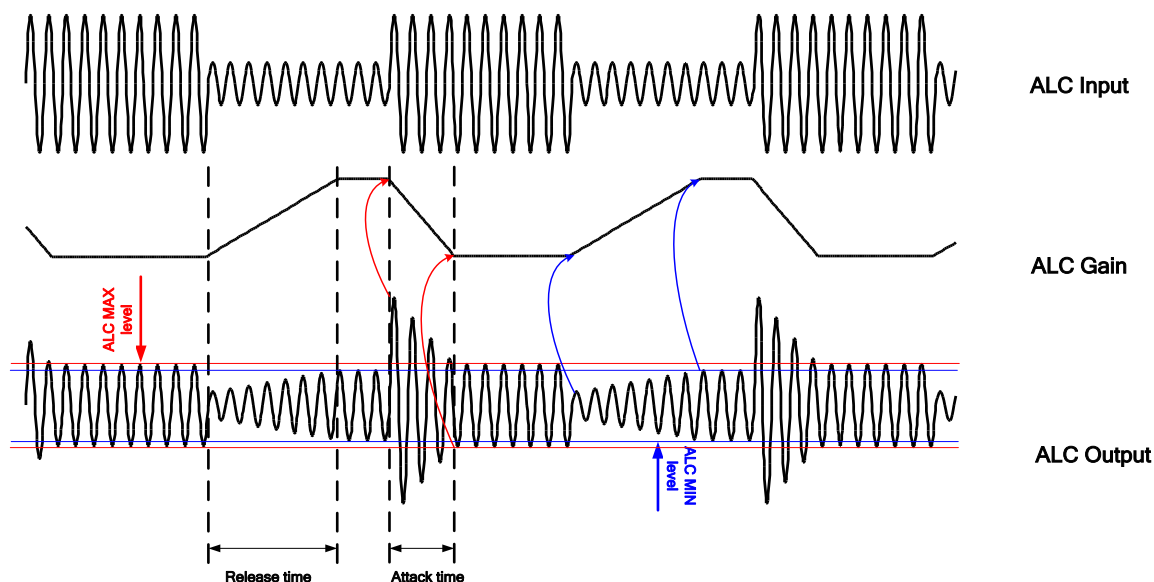 ALC Input
ALC Gain
ALC MAX
level
ALC Output
ALC MIN
level
Release time
Attack time